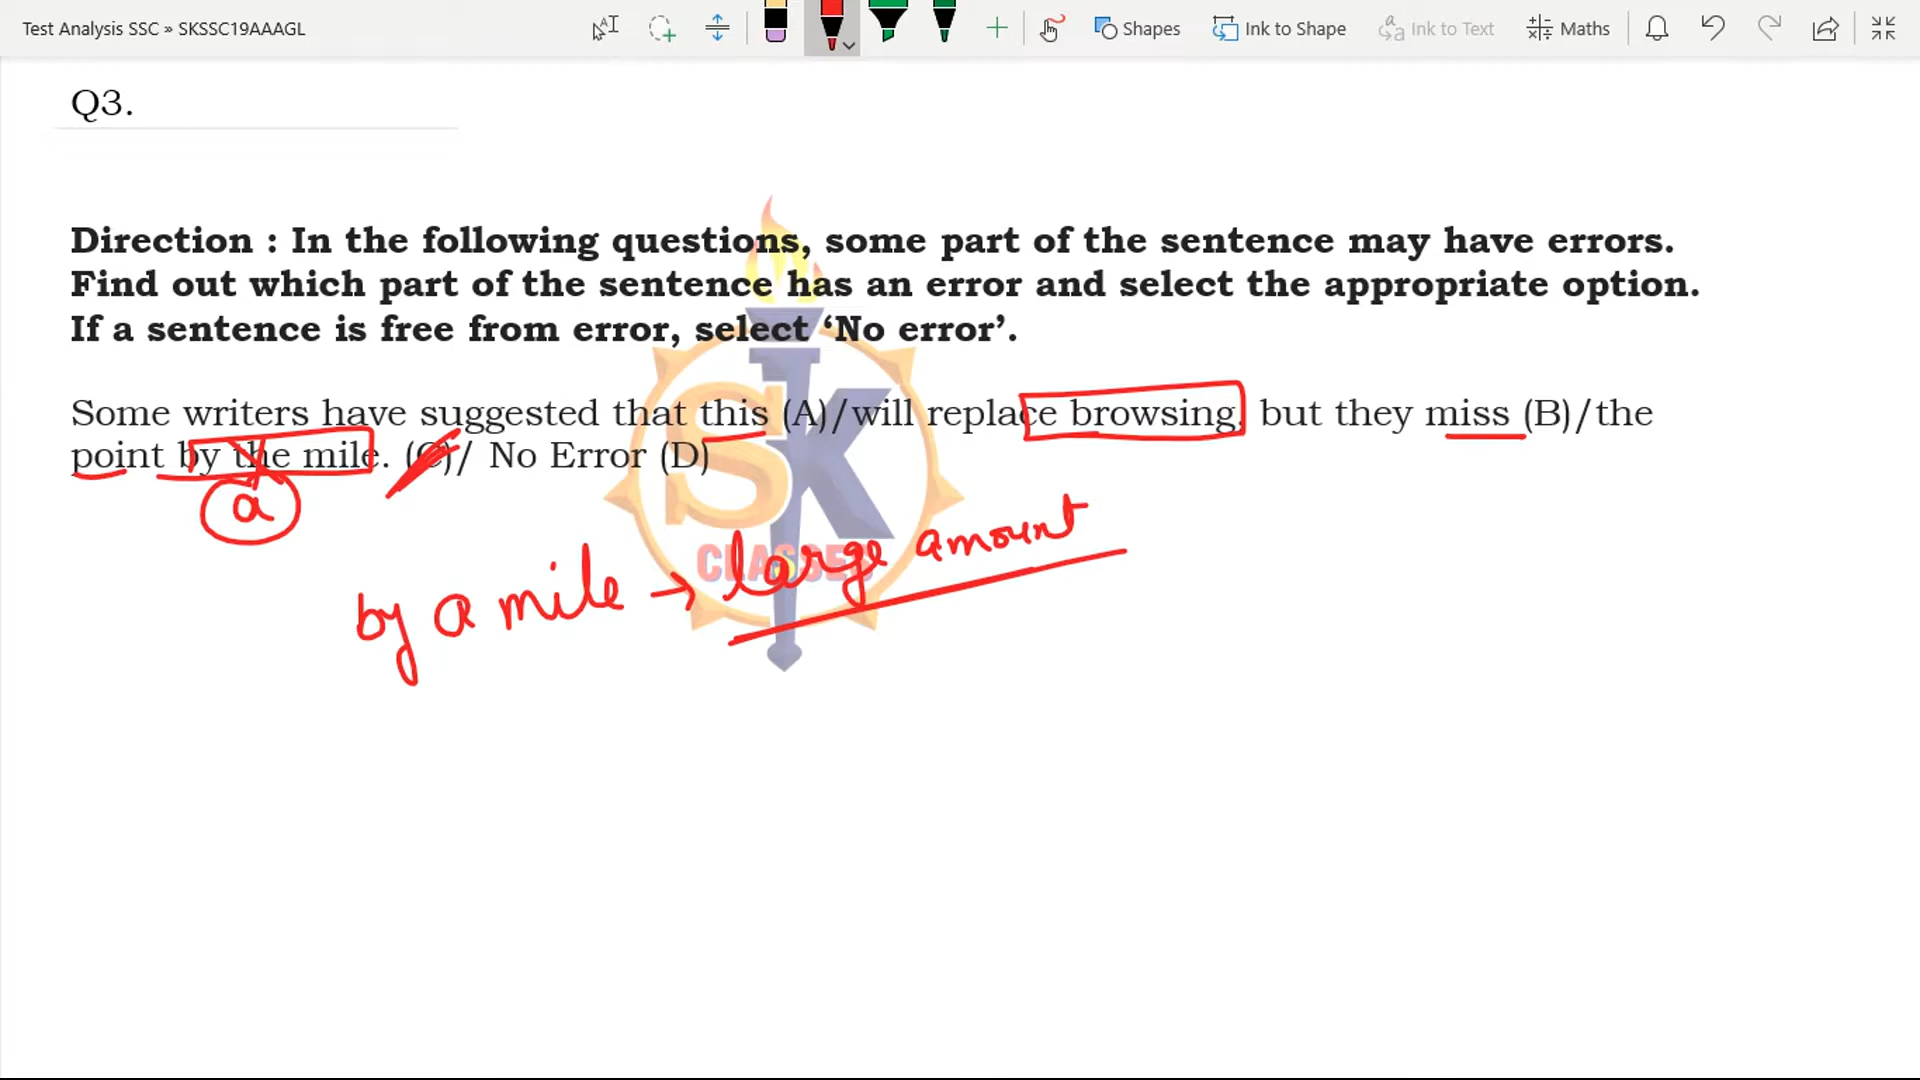 Test Analysis SSC » SKSSC19AAAGL
Shapes
Ink to Shape
Ink to Text
Maths
Q3.
Direction : In the following questions, some part of the sentence may have errors.
Find out which part of the sentence has an error and select the appropriate option.
If a sentence is free from error, select ‘No error’.
Some writers have suggested that this (A)/will replace browsing, but they miss (B)/the
point by the mile. (C)/ No Error (D)
a
by a mile → large amount
SK
CLASSES